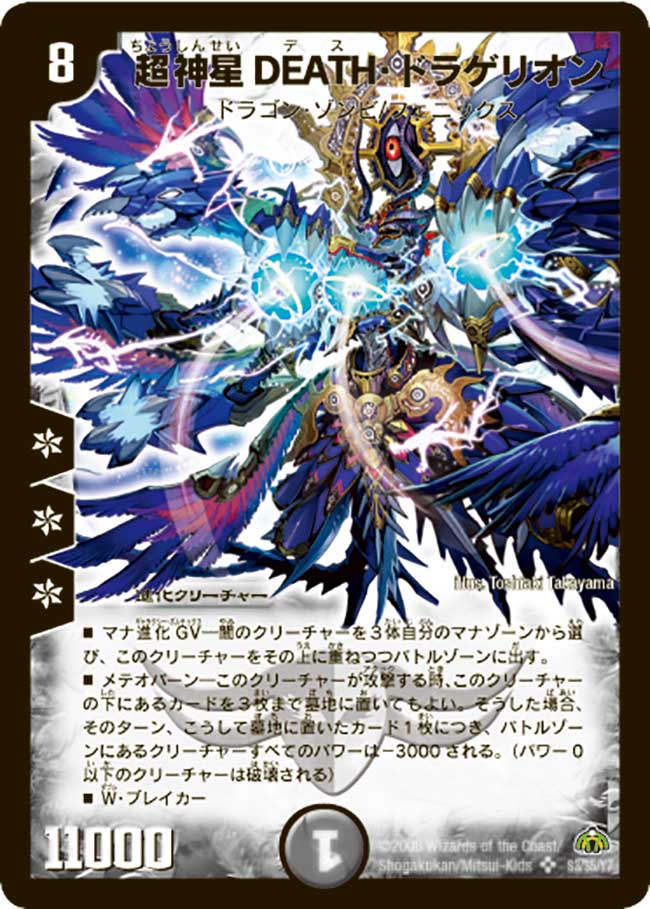 8
ちょうしんせい デス
超神星 DEATH・ドラゲリオン
ドラゴン・ゾンビ/フェニックス
illus. Toshiaki Takayama
進化クリーチャー
■ マナ進化 GV―闇のクリーチャーを3体自分のマナゾーンから選
び、このクリーチャーをその上に重ねつつバトルゾーンに出す。
■ メテオバーン―このクリーチャーが攻撃する時、このクリーチャー
の下にあるカードを3枚まで墓地に置いてもよい。そうした場合、
そのターン、こうして墓地に置いたカード1枚につき、バトルゾ
ーンにあるクリーチャーすべてのパワーは−3000される。(パワー0
以下のクリーチャーは破壊される)
■ W・ブレイカー
11000
1
©2008 Wizards of the Coast/
Shogakukan/Mitsui-Kids S3/S5/Y7